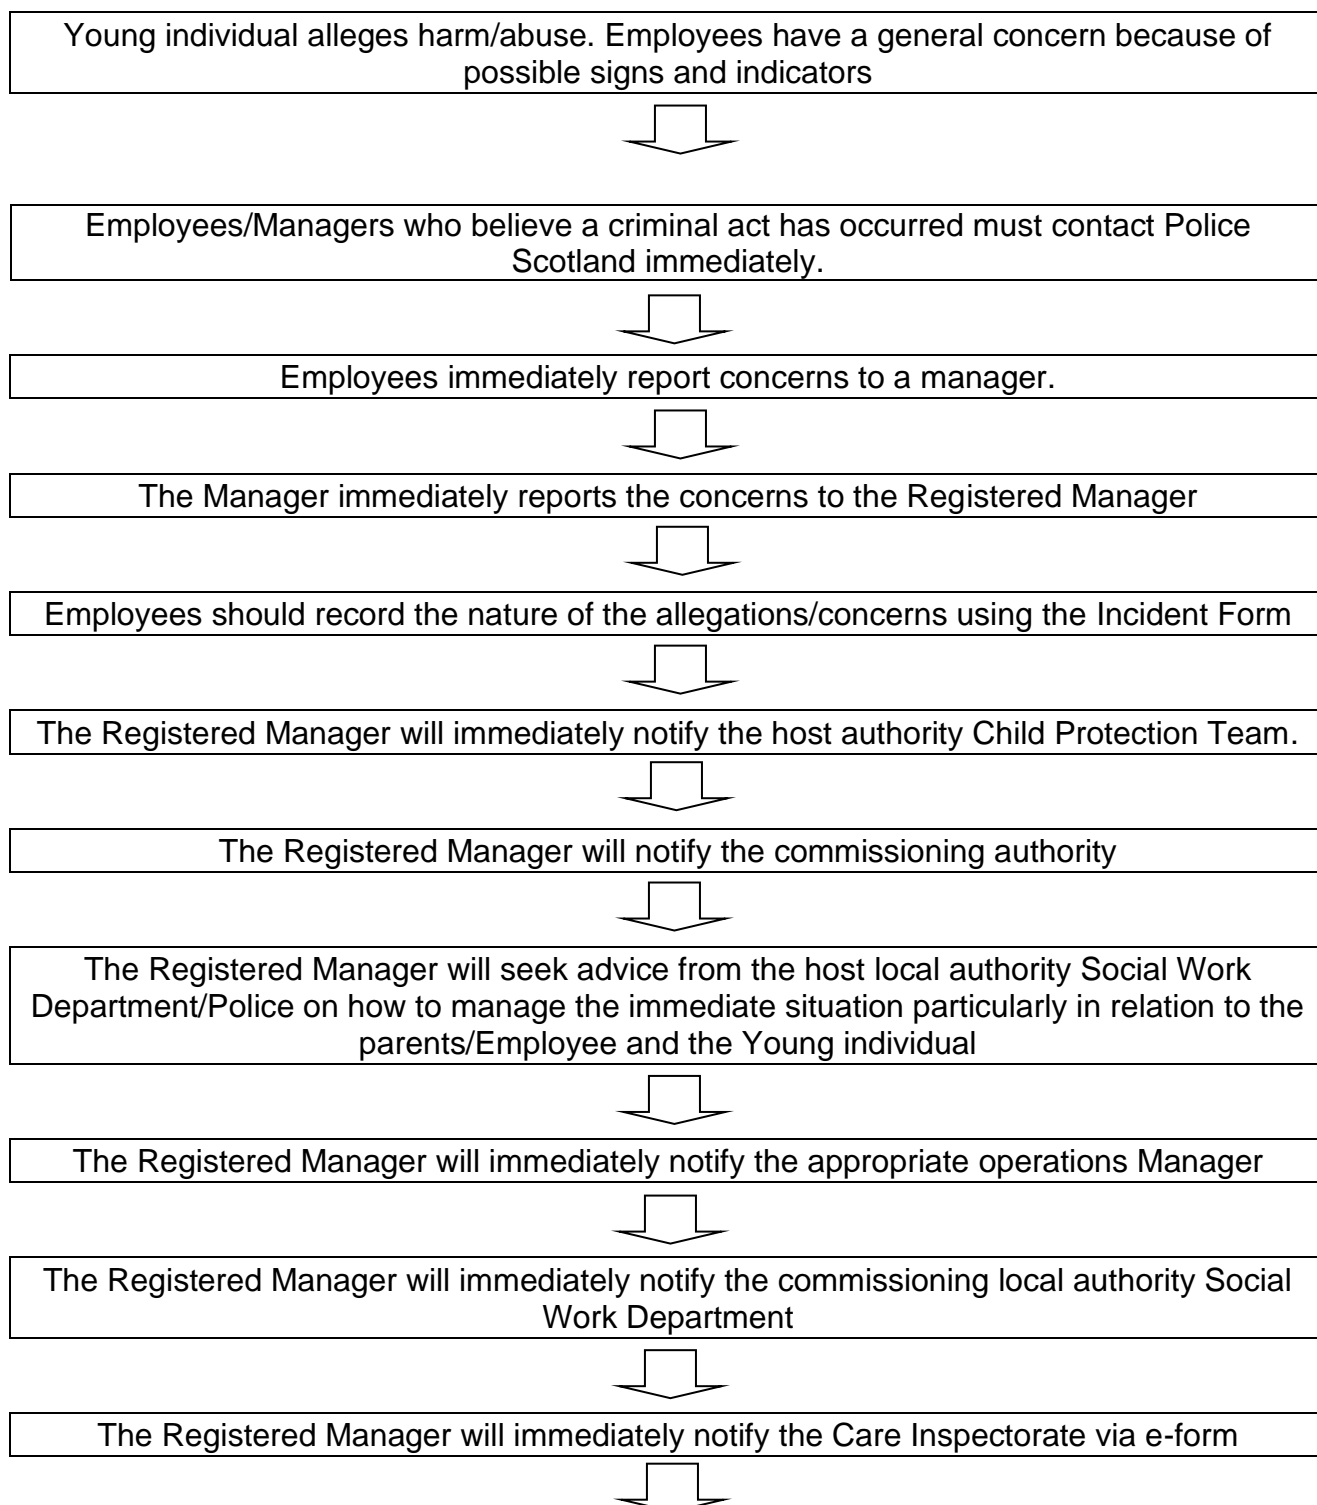 Young individual alleges harm/abuse. Employees have a general concern because of
possible signs and indicators
Employees/Managers who believe a criminal act has occurred must contact Police
Scotland immediately.
Employees immediately report concerns to a manager.
The Manager immediately reports the concerns to the Registered Manager
Employees should record the nature of the allegations/concerns using the Incident Form
The Registered Manager will immediately notify the host authority Child Protection Team.
The Registered Manager will notify the commissioning authority
The Registered Manager will seek advice from the host local authority Social Work
Department/Police on how to manage the immediate situation particularly in relation to the
parents/Employee and the Young individual
The Registered Manager will immediately notify the appropriate operations Manager
The Registered Manager will immediately notify the commissioning local authority Social
Work Department
The Registered Manager will immediately notify the Care Inspectorate via e-form